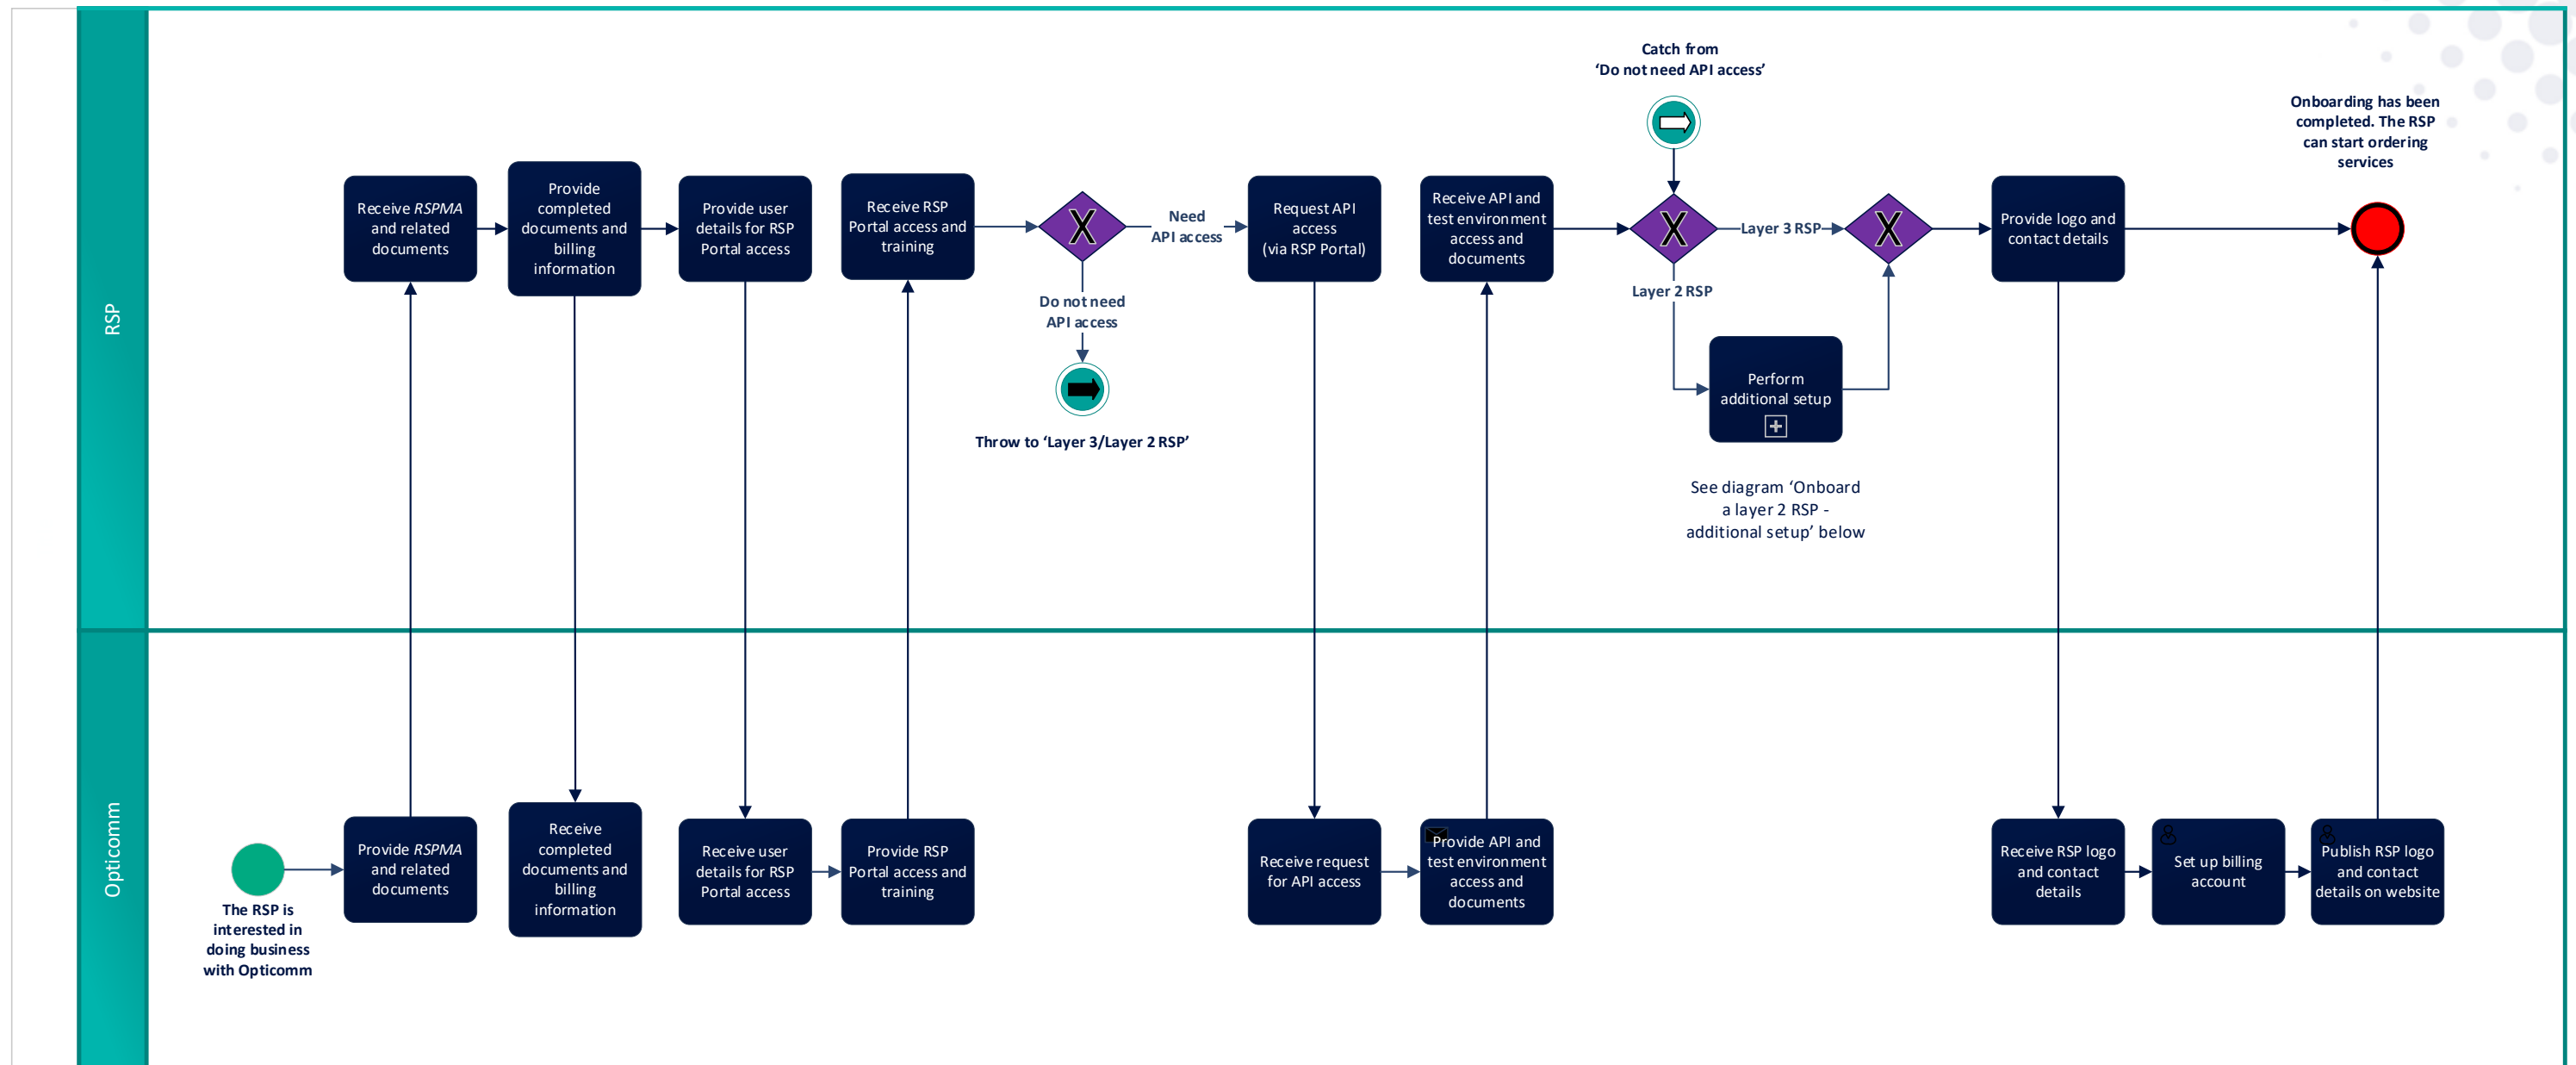 RSP
Catch from
‘Do not need API access’
Onboarding has been
completed. The RSP
can start ordering
services
Receive RSPMA
and related
documents
Provide
completed
documents and
billing
information
Provide user
details for RSP
Portal access
Receive RSP
Portal access and
training
Need
API access
Do not need
API access
Throw to ‘Layer 3/Layer 2 RSP’
Request API
access
(via RSP Portal)
Receive API and
test environment
access and
documents
X
X
X
Layer 3 RSP
Layer 2 RSP
Perform
additional setup
See diagram ‘Onboard
a layer 2 RSP -
additional setup’ below
Provide logo and
contact details
Opticomm
The RSP is
interested in
doing business
with Opticomm
Provide RSPMA
and related
documents
Receive
completed
documents and
billing
information
Receive user
details for RSP
Portal access
Provide RSP
Portal access and
training
Receive request
for API access
Provide API and
test environment
access and
documents
Receive RSP logo
and contact
details
Set up billing
account
Publish RSP logo
and contact
details on website